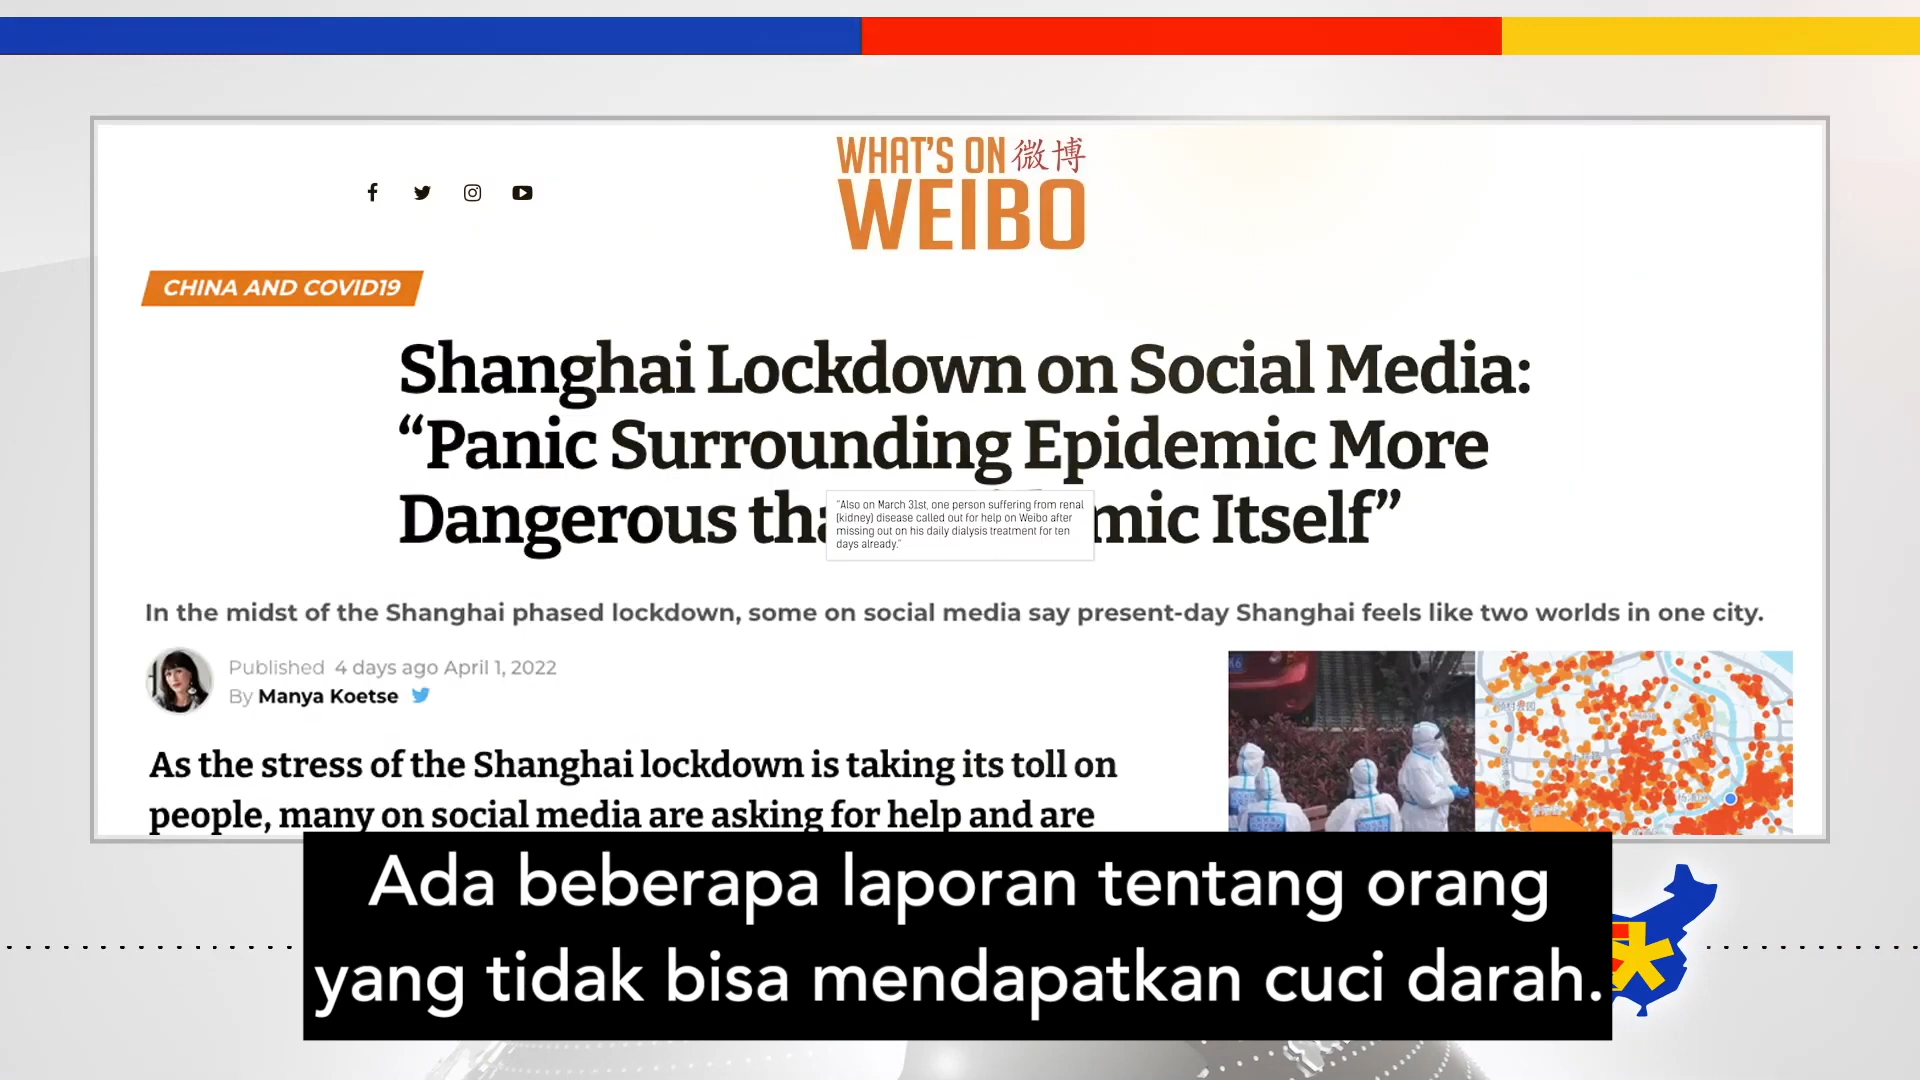 WHAT'S ON 微博
WEIBO
CHINA AND COVID19
Shanghai Lockdown on Social Media:
“Panic Surrounding Epidemic More
Dangerous tha mic Itself”
"Also on March 31st, one person suffering from renal
(kidney) disease called out for help on Weibo after
missing out on his daily dialysis treatment for ten
days already."
In the midst of the Shanghai phased lockdown, some on social media say present-day Shanghai feels like two worlds in one city.
Published 4 days ago April 1, 2022
By Manya Koetse
As the stress of the Shanghai lockdown is taking its toll on
people, many on social media are asking for help and are
Ada beberapa laporan tentang orang
yang tidak bisa mendapatkan cuci darah.